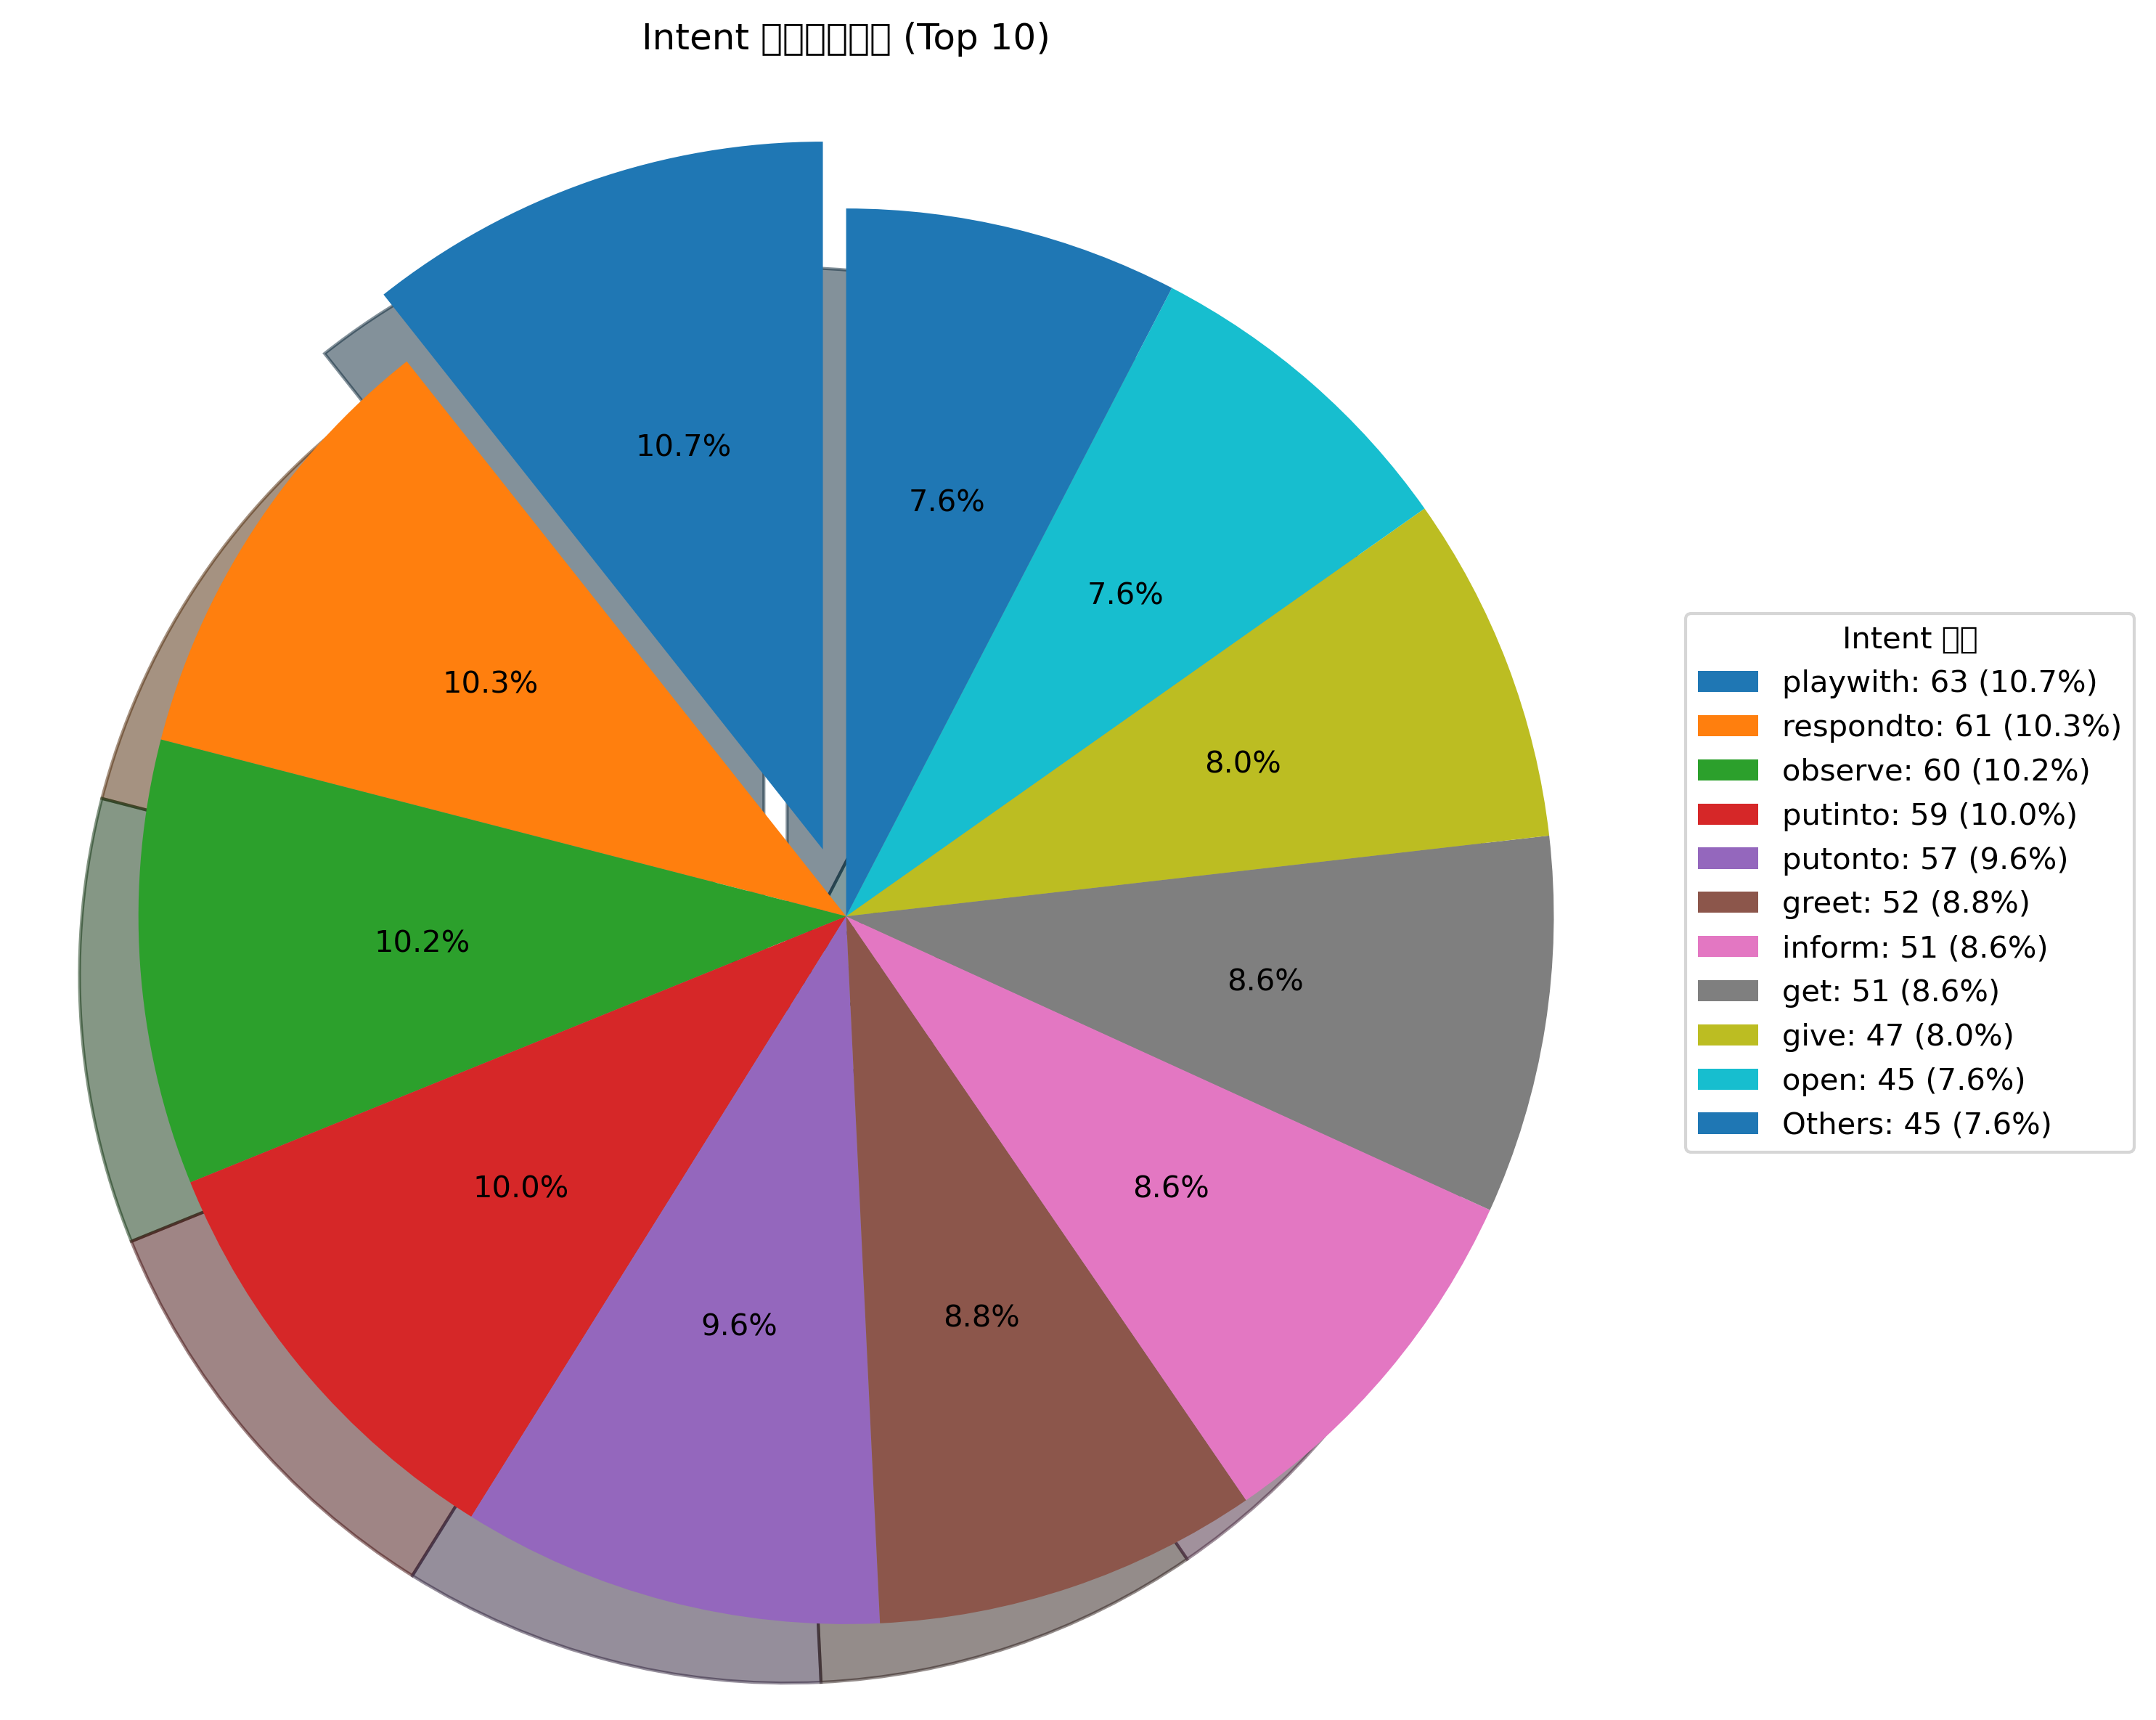 Intent (Top 10)
10.7%
7.6%
7.6%
10.3%
8.0%
10.2%
8.6%
10.0%
8.6%
9.6%
8.8%
Intent
playwith: 63 (10.7%)
respondto: 61 (10.3%)
observe: 60 (10.2%)
putinto: 59 (10.0%)
putonto: 57 (9.6%)
greet: 52 (8.8%)
inform: 51 (8.6%)
get: 51 (8.6%)
give: 47 (8.0%)
open: 45 (7.6%)
Others: 45 (7.6%)